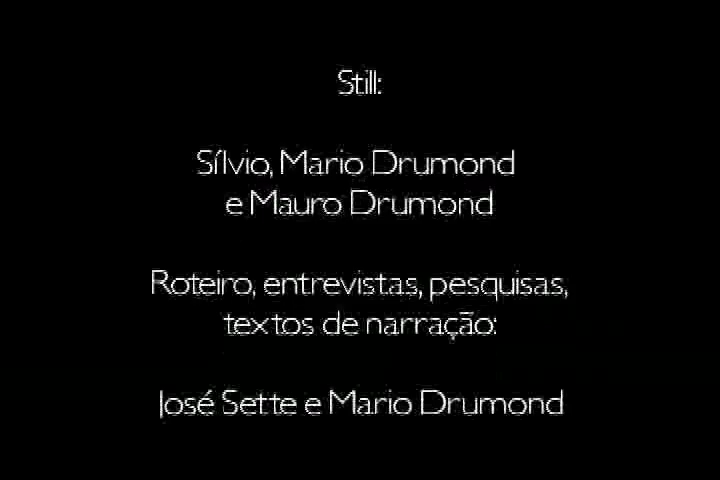 Still:
Sílvio, Mario Drumond
e Mauro Drumond
Roteiro, entrevistas, pesquisas,
textos de narração:
José Sette e Mario Drumond